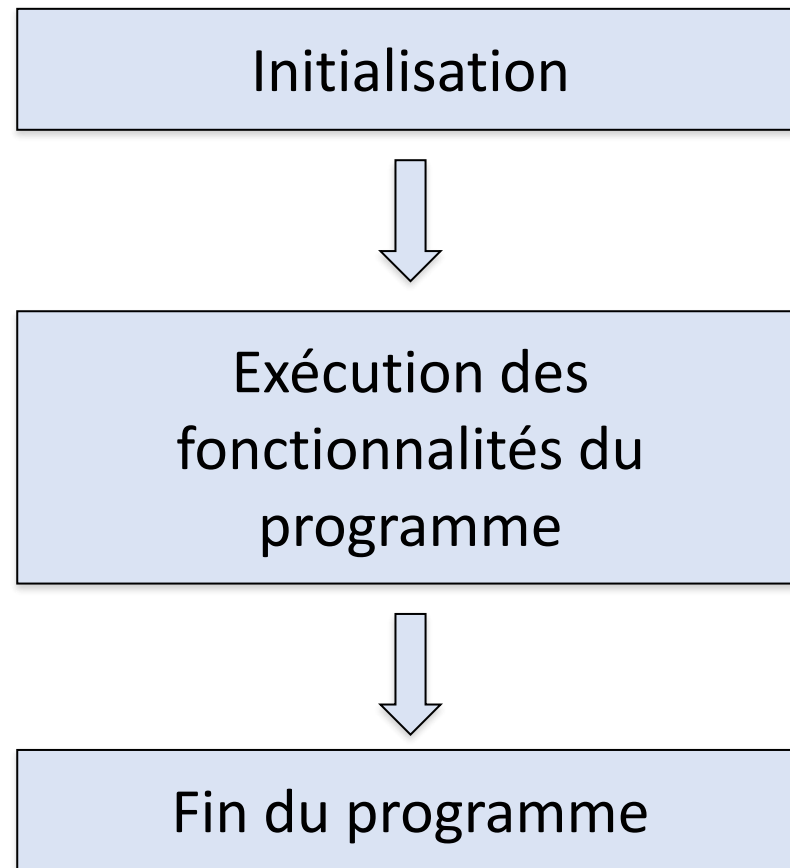 Initialisation
Exécution des
fonctionnalités du
programme
Fin du programme